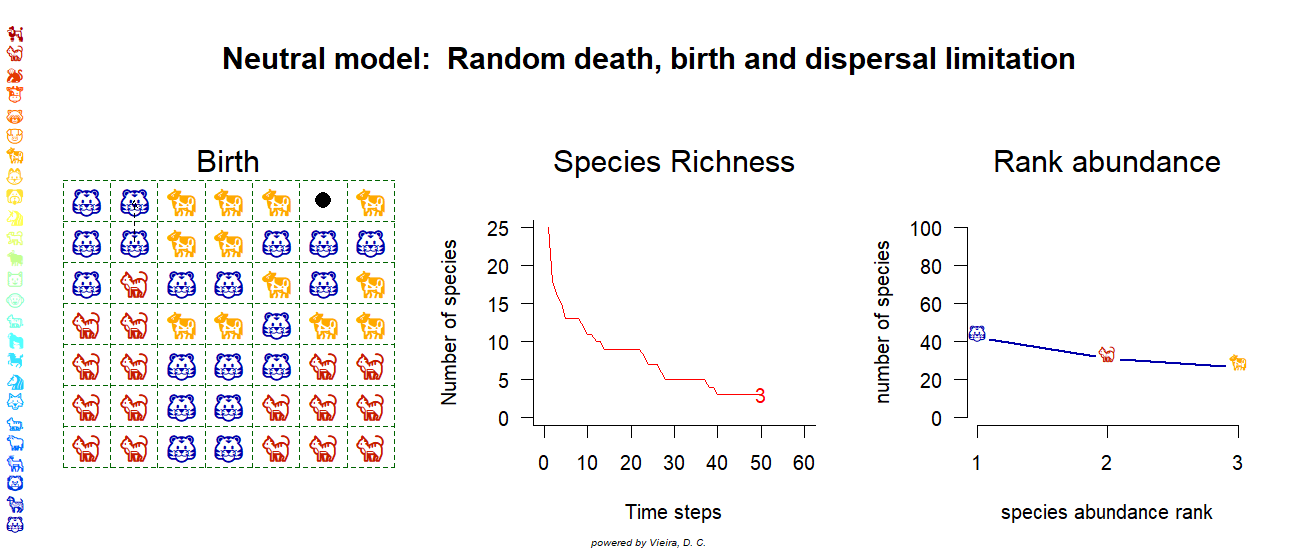 Neutral model:  Random death, birth and dispersal limitation
Birth
Species Richness
Rank abundance
Number of species
25
20
15
10
5
0
3
0 10 20 30 40 50 60
Time steps
number of species
100
80
60
40
20
0
1 2 3
species abundance rank
powered by Vieira, D. C.